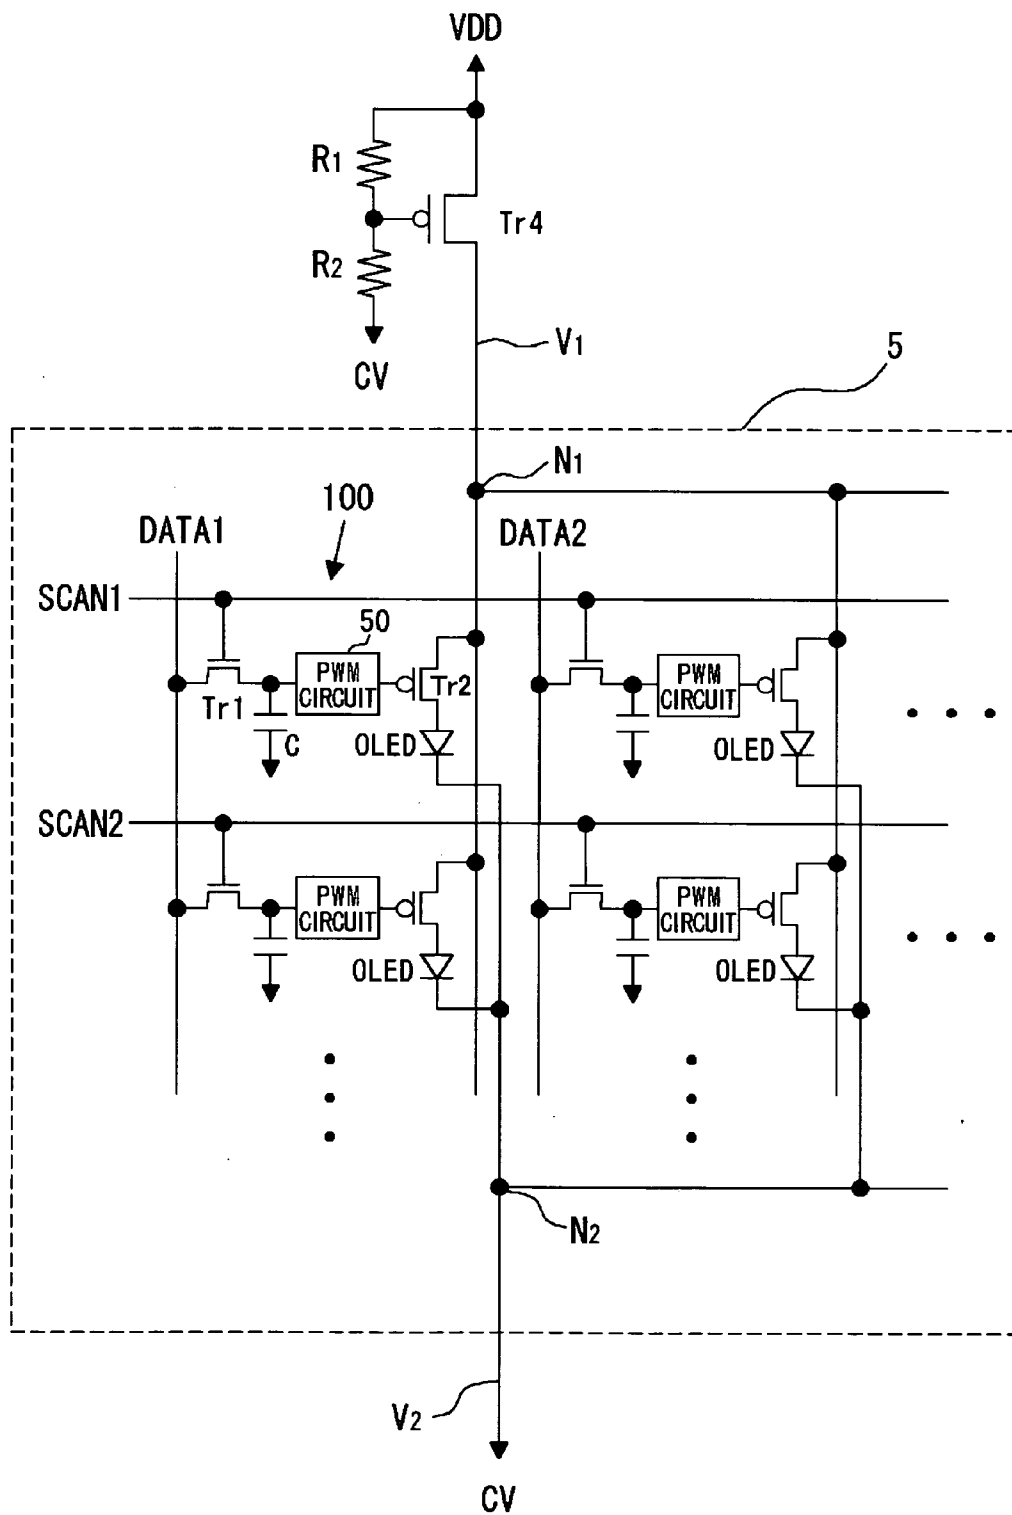 VDD
R1
Tr4
R2
V1
CV
5
N1
100
DATA1
DATA2
SCAN1
50
PWM
CIRCUIT
Tr2
PWM
CIRCUIT
Tr1
C
OLED
OLED
SCAN2
PWM
CIRCUIT
PWM
CIRCUIT
OLED
OLED
N2
V2
CV